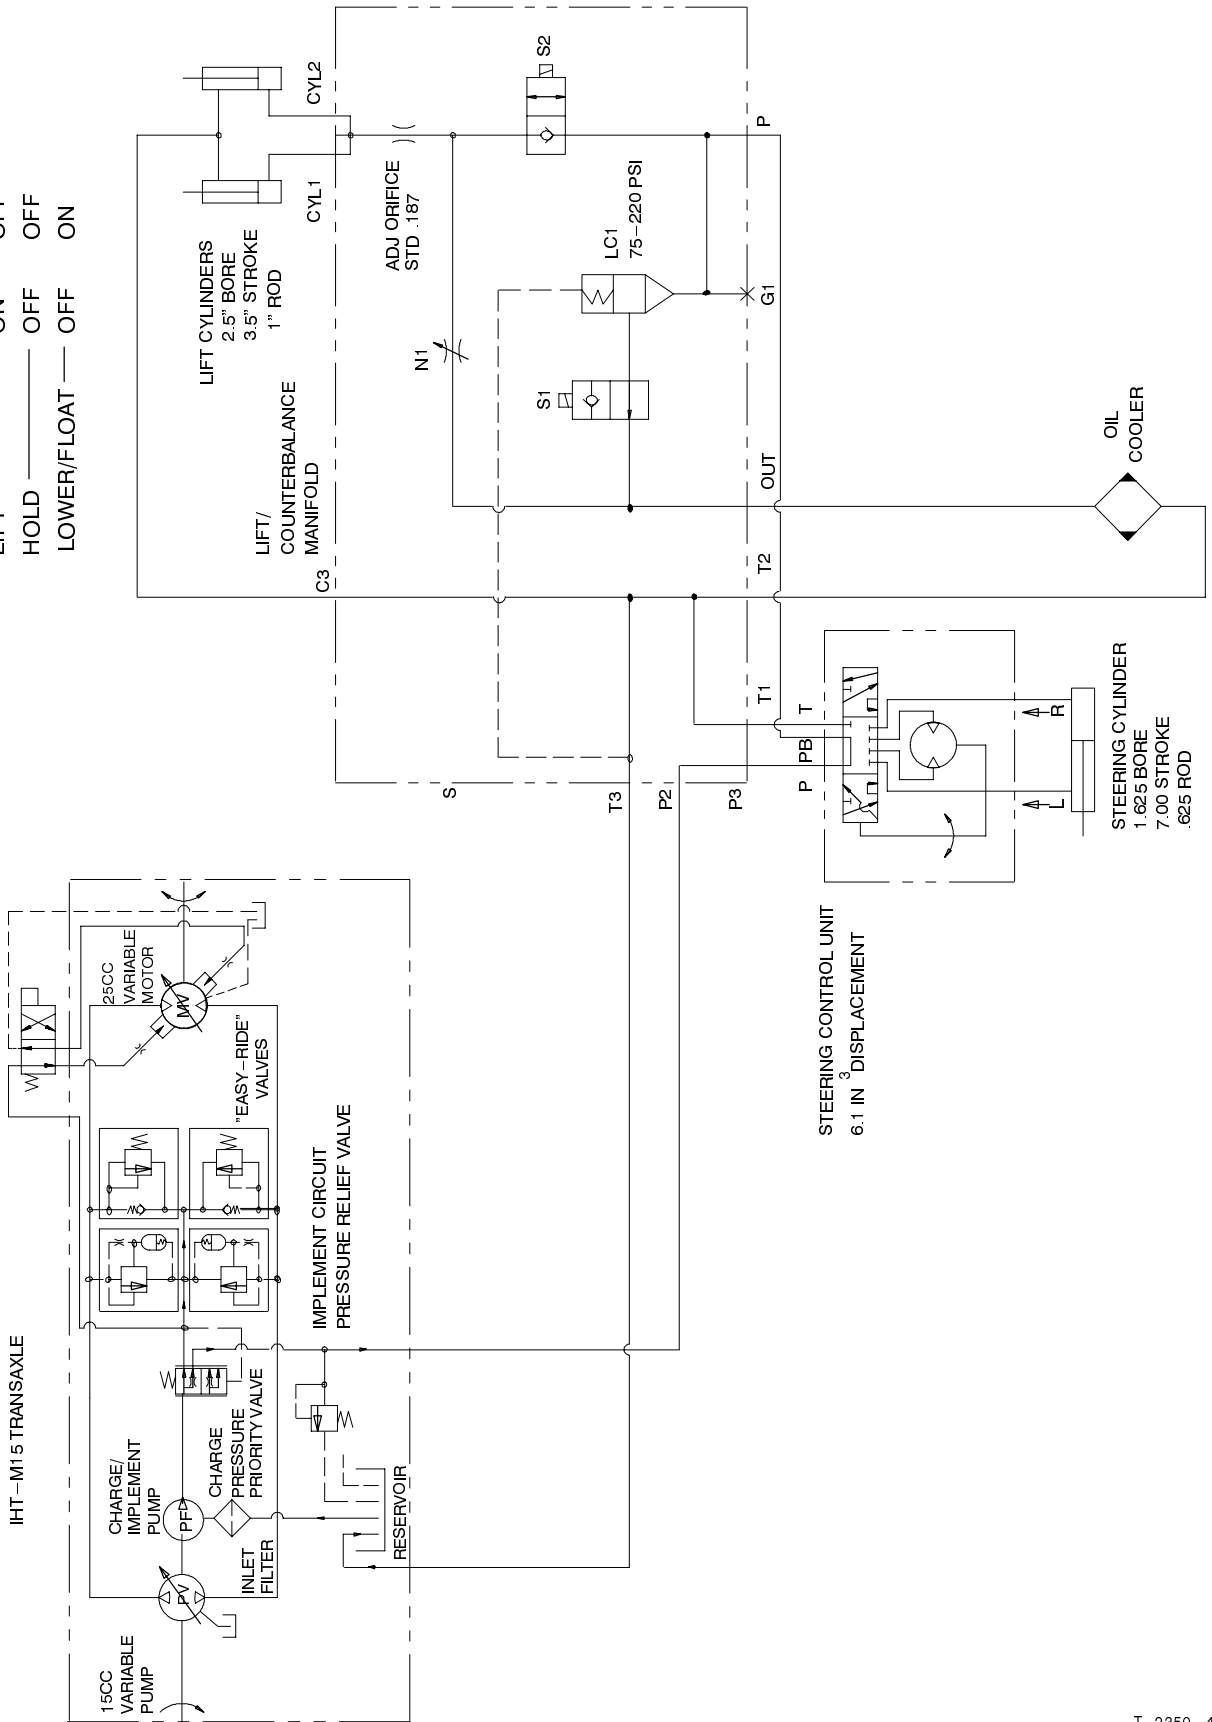 LIFT ON OFF
HOLD OFF OFF
LOWER/FLOAT OFF ON
LIFT CYLINDERS
2.5" BORE
3.5" STROKE
1" ROD
CYL1
CYL2
ADJ ORIFICE
STD .187
S2
LC1
75-220 PSI
N1
S1
LIFT/
COUNTERBALANCE
MANIFOLD
C3
P
G1
OUT
T2
T1
S
T3
P2
P3
OIL
COOLER
P PB T
L
R
STEERING CYLINDER
1.625 BORE
7.00 STROKE
.625 ROD
STEERING CONTROL UNIT
6.1 IN 3 DISPLACEMENT
IHT-M15 TRANSAXLE
25CC
VARIABLE
MOTOR
MV
"EASY-RIDE"
VALVES
IMPLEMENT CIRCUIT
PRESSURE RELIEF VALVE
CHARGE/
IMPLEMENT
PUMP
PF
CHARGE
PRESSURE
PRIORITY VALVE
INLET
FILTER
RESERVOIR
PV
15CC
VARIABLE
PUMP